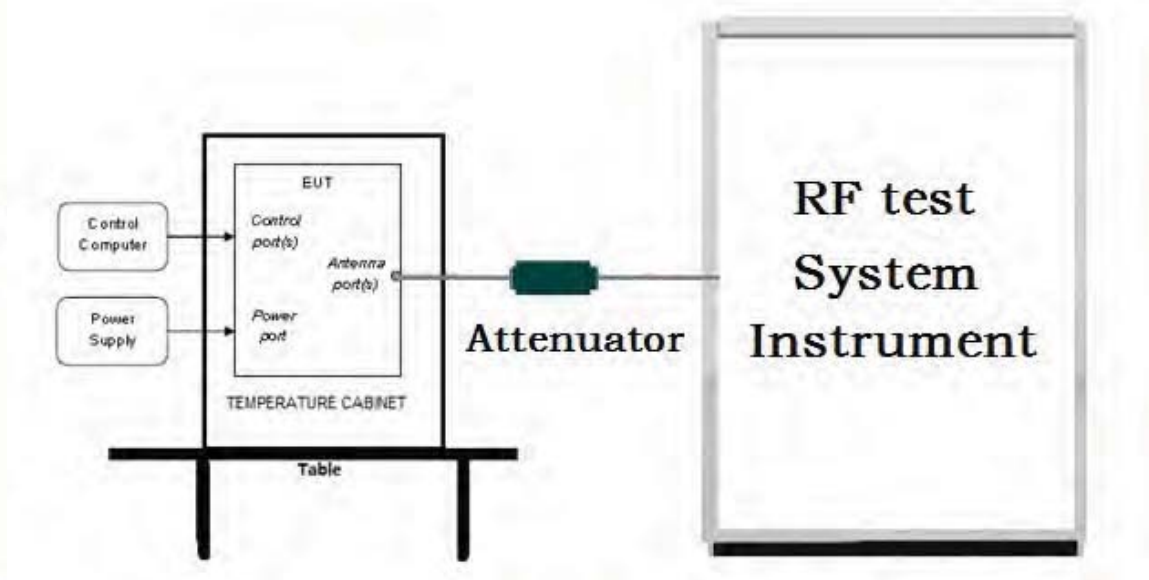 EUT
Control
Computer
Control
port(s)
Antenna
port(s)
Power
Supply
Power
port
TEMPERATURE CABINET
Table
Attenuator
RF test
System
Instrument